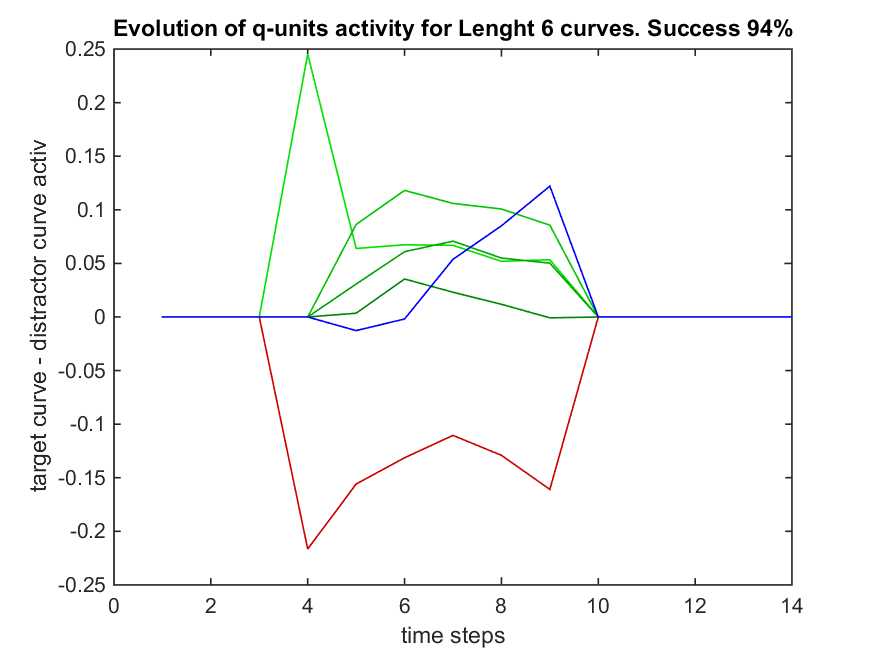 Evolution of q-units activity for Lenght 6 curves. Success 94%
target curve - distractor curve activ
0.25
0.2
0.15
0.1
0.05
0
-0.05
-0.1
-0.15
-0.2
-0.25
0 2 4 6 8 10 12 14
time steps